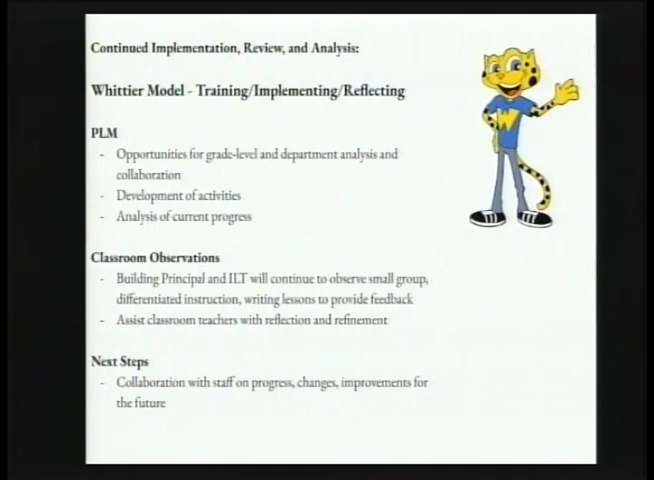 Continued Implementation, Review, and Analysis:
Whittier Model - Training/Implementing/Reflecting
PLM
- Opportunities for grade-level and department analysis and
collaboration
- Development of activities
- Analysis of current progress
Classroom Observations
- Building Principal and ILT will continue to observe small group,
differentiated instruction, writing lessons to provide feedback
- Assist classroom teachers with reflection and refinement
Next Steps
- Collaboration with staff on progress, changes, improvements for
the future
W